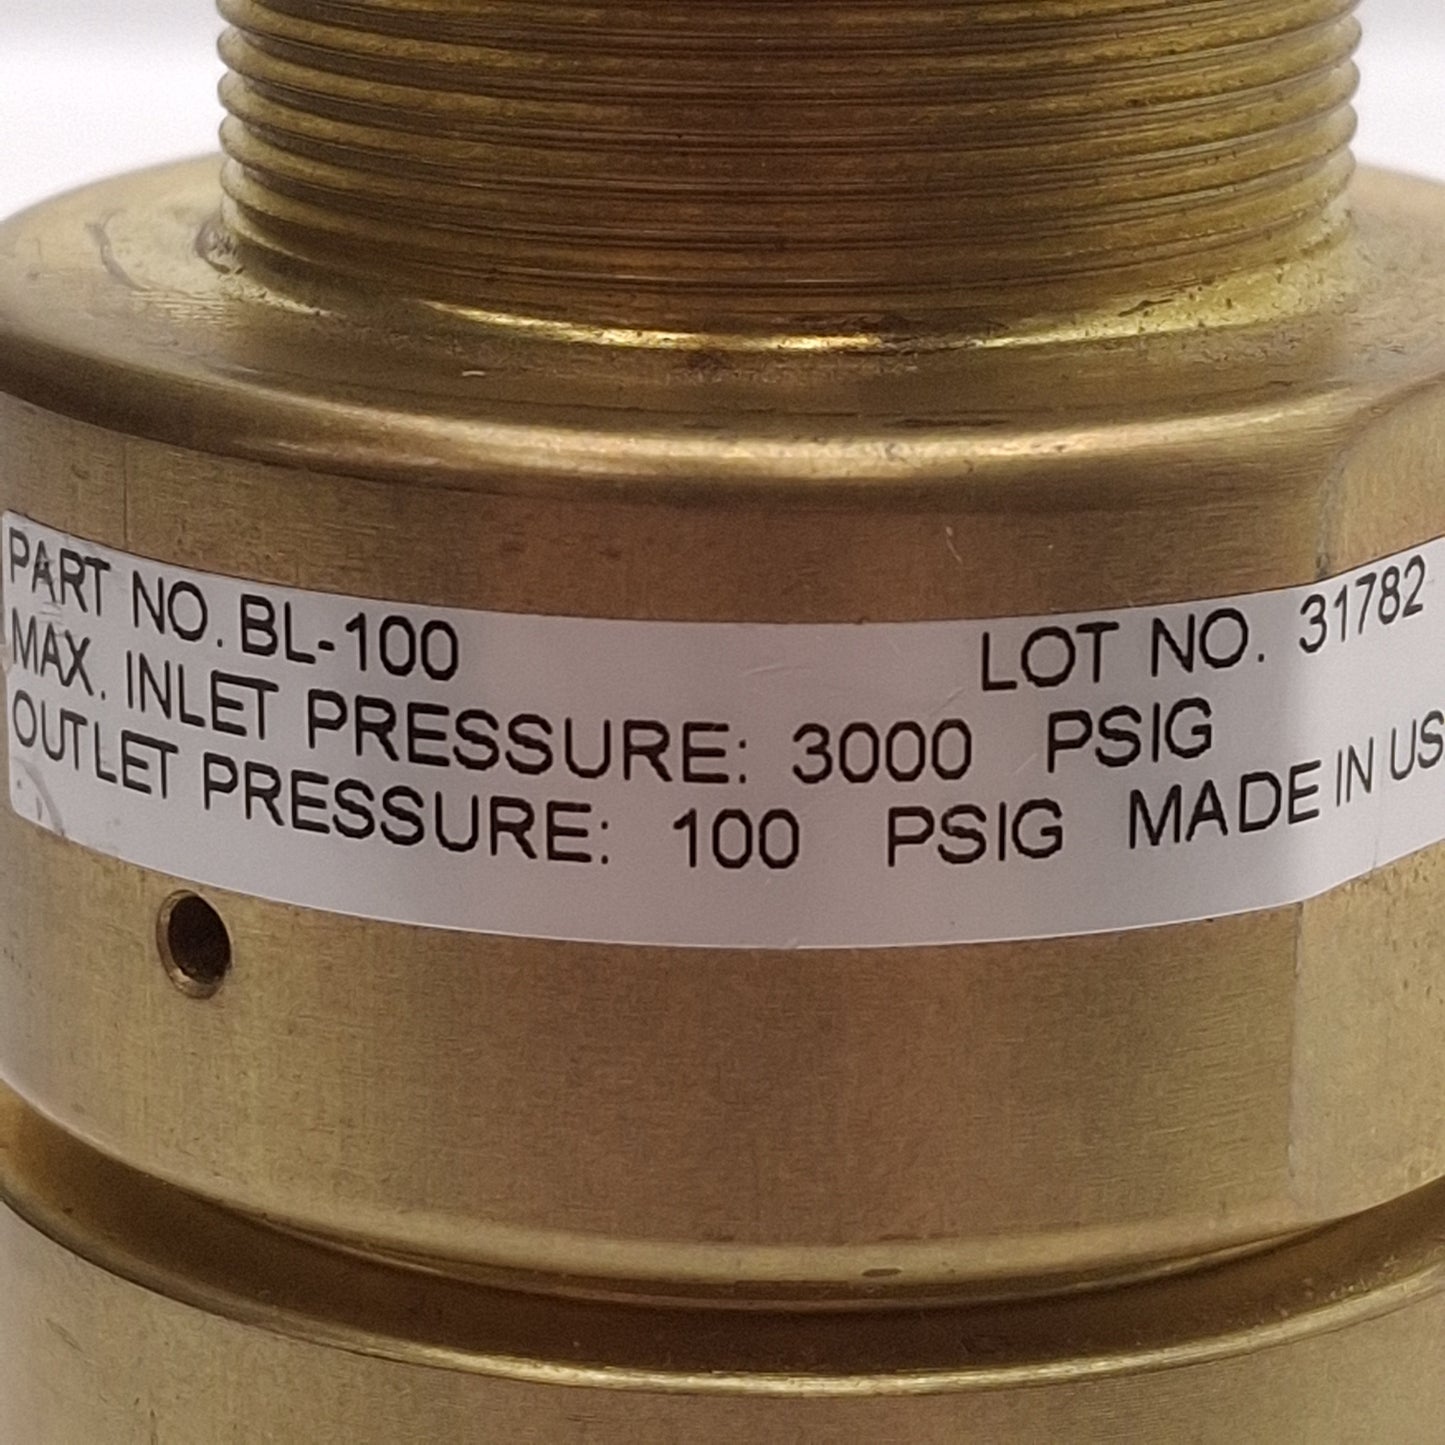 PART NO. BL-100 LOT NO. 31782
MAX. INLET PRESSURE: 3000 PSIG
OUTLET PRESSURE: 100 PSIG MADE IN US